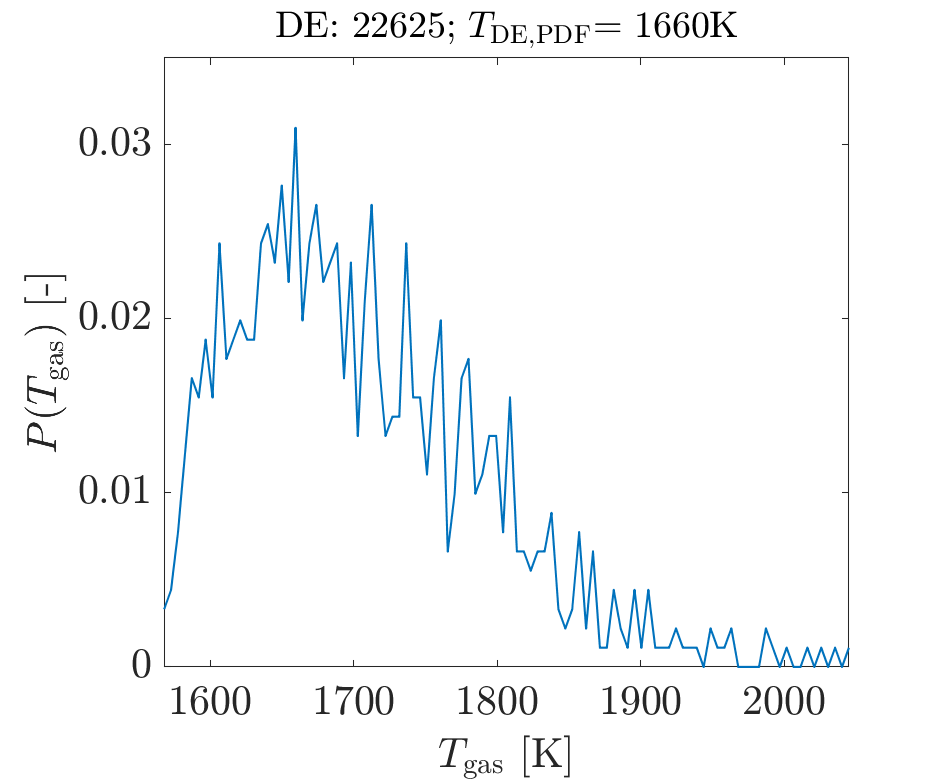 DE: 22625; T_DE,PDF= 1660K
0.03
0.02
0.01
0
P(T_gas) [-]
1600 1700 1800 1900 2000
T_gas [K]